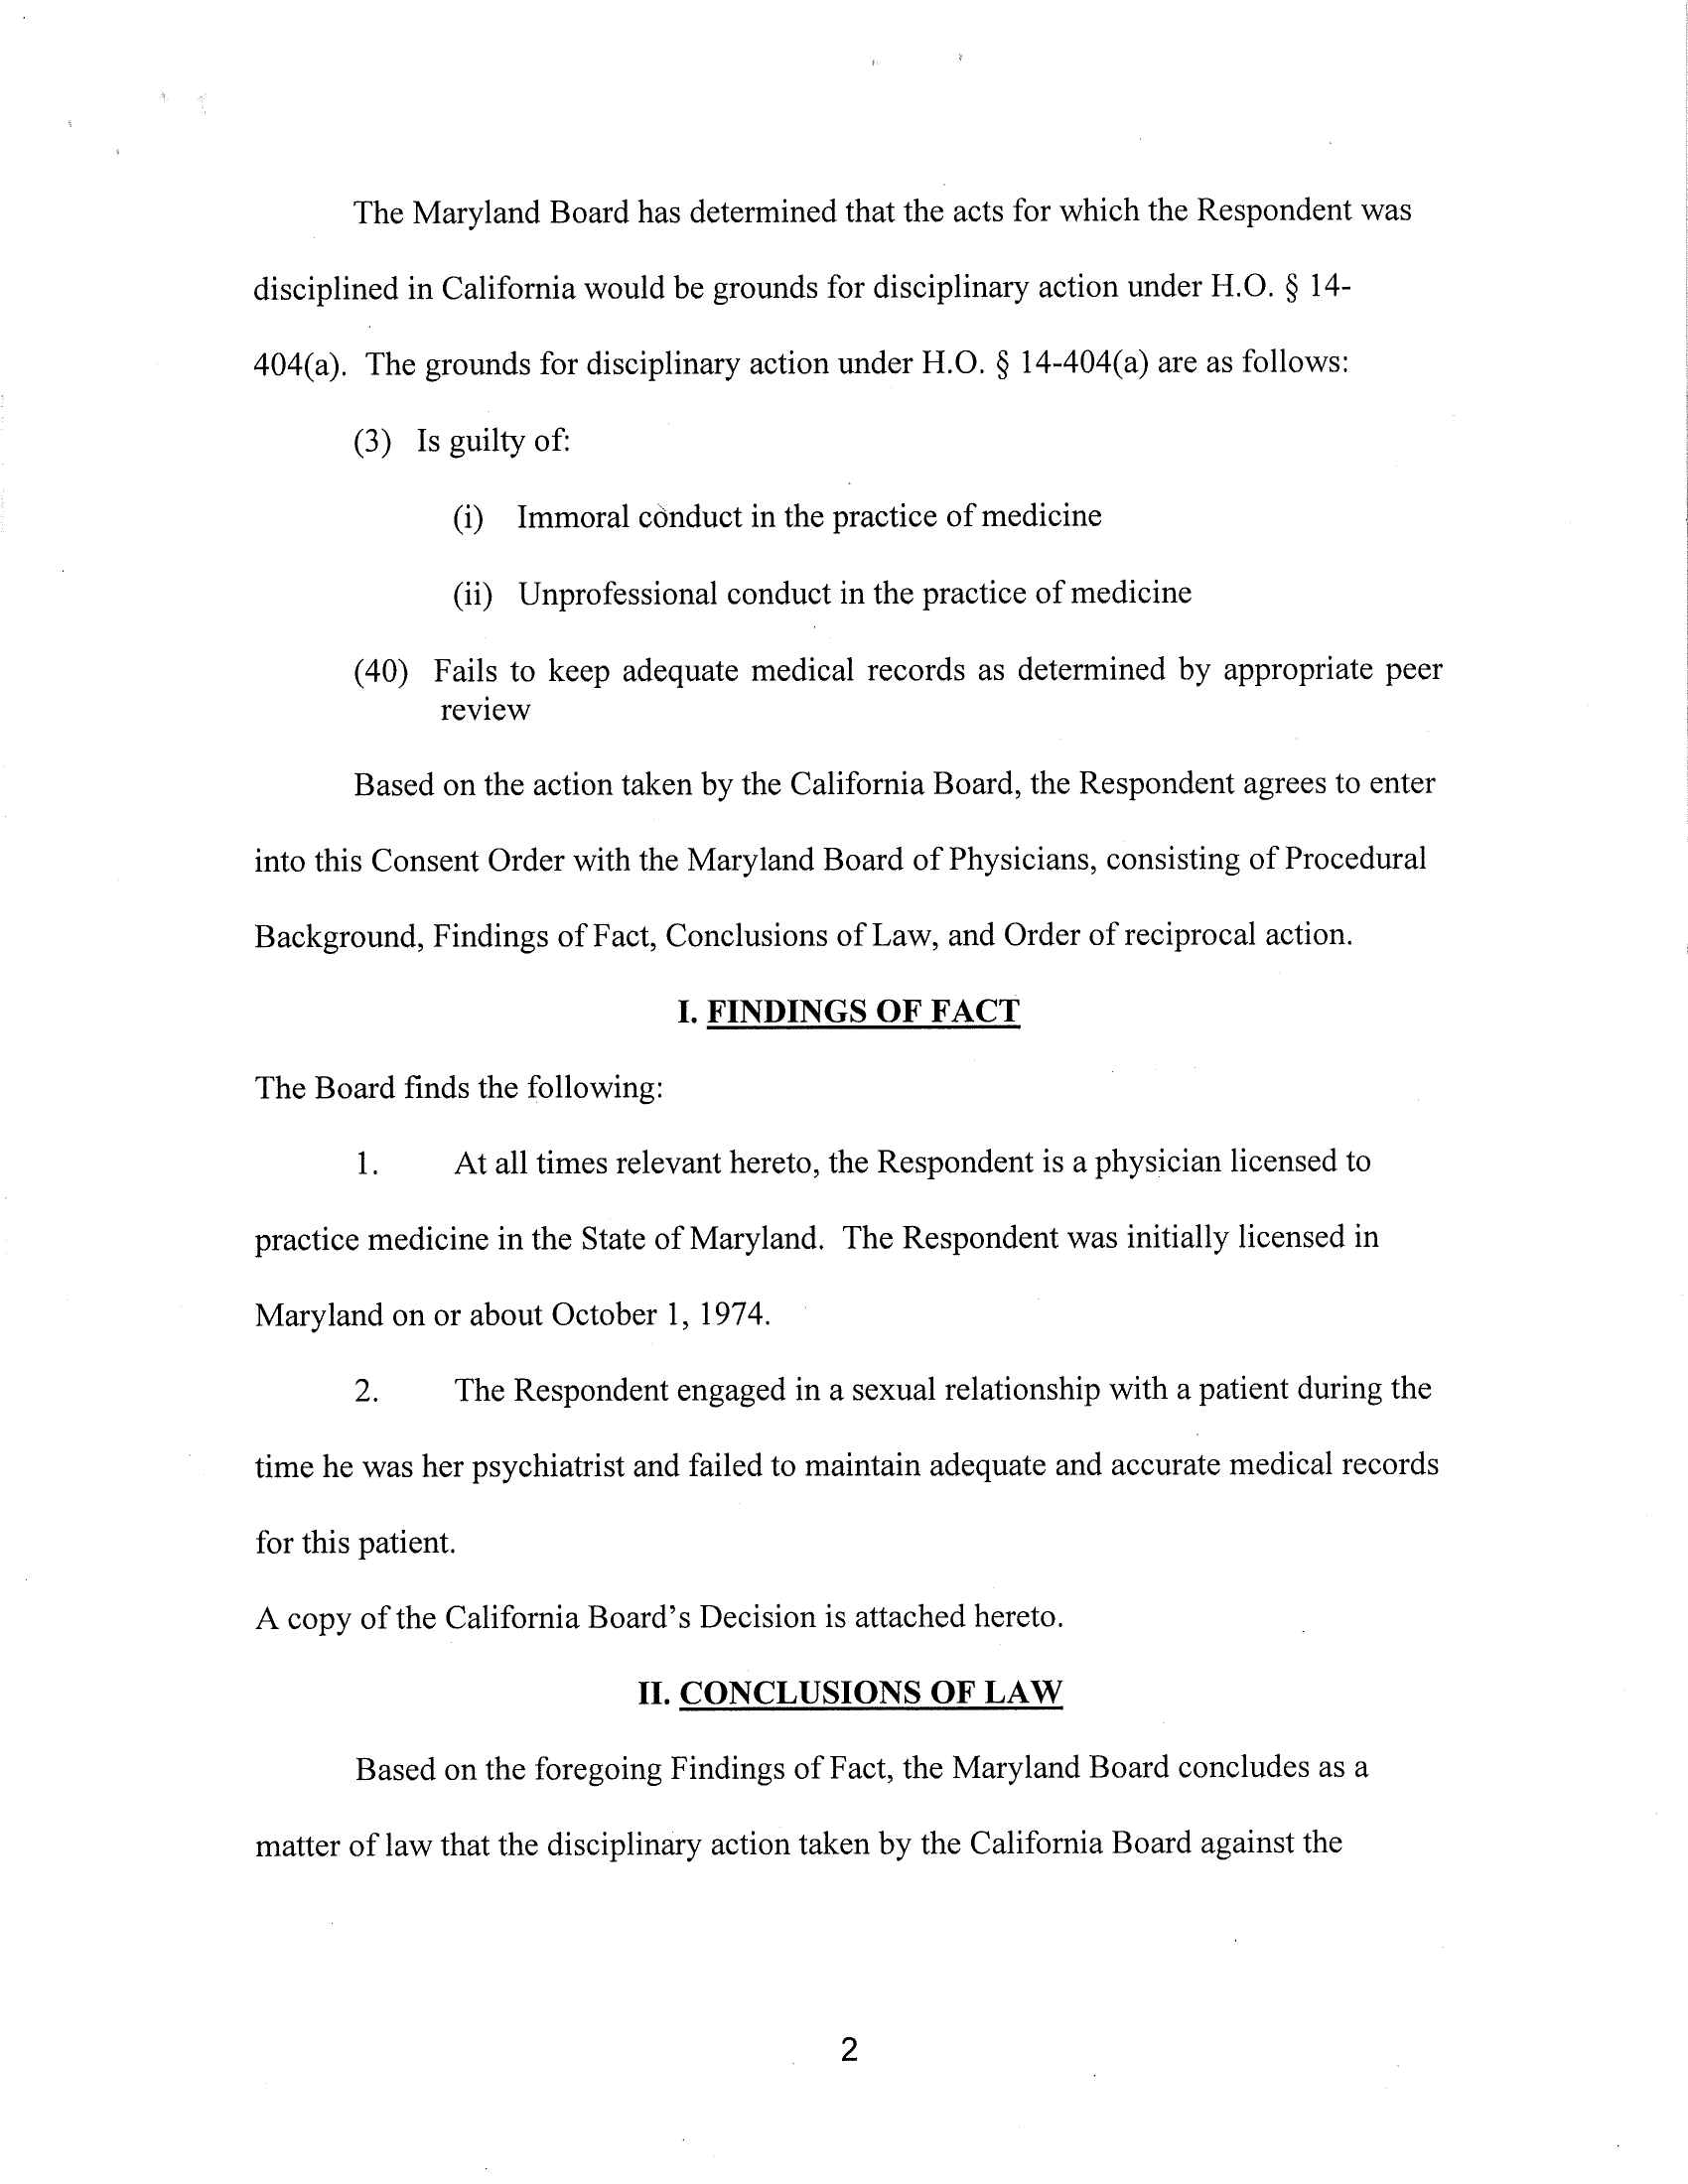 The Maryland Board has determined that the acts for which the Respondent was
disciplined in California would be grounds for disciplinary action under H.O. § 14-
404(a). The grounds for disciplinary action under H.O. § 14-404(a) are as follows:
(3) Is guilty of:
(i) Immoral conduct in the practice of medicine
(ii) Unprofessional conduct in the practice of medicine
(40) Fails to keep adequate medical records as determined by appropriate peer
review
Based on the action taken by the California Board, the Respondent agrees to enter
into this Consent Order with the Maryland Board of Physicians, consisting of Procedural
Background, Findings of Fact, Conclusions of Law, and Order of reciprocal action.
I. FINDINGS OF FACT
The Board finds the following:
1. At all times relevant hereto, the Respondent is a physician licensed to
practice medicine in the State of Maryland. The Respondent was initially licensed in
Maryland on or about October 1, 1974.
2. The Respondent engaged in a sexual relationship with a patient during the
time he was her psychiatrist and failed to maintain adequate and accurate medical records
for this patient.
A copy of the California Board's Decision is attached hereto.
II. CONCLUSIONS OF LAW
Based on the foregoing Findings of Fact, the Maryland Board concludes as a
matter of law that the disciplinary action taken by the California Board against the
2